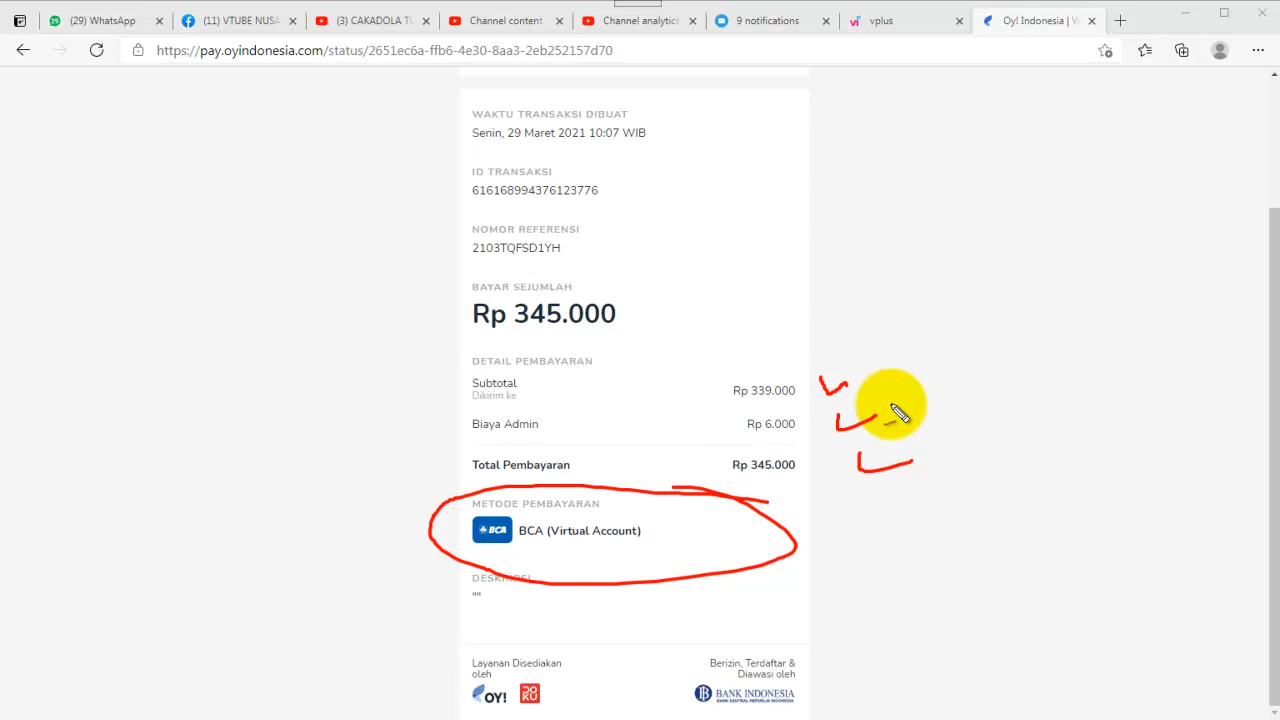 (29) WhatsApp
(11) VTUBE NUSA
(3) CAKADOLA TU
Channel content
Channel analytics
9 notifications
vplus
Oy! Indonesia | W
https://pay.oyindonesia.com/status/2651ec6a-ffb6-4e30-8aa3-2eb252157d70
WAKTU TRANSAKSI DIBUAT
Senin, 29 Maret 2021 10:07 WIB
ID TRANSAKSI
616168994376123776
NOMOR REFERENSI
2103TQFSD1YH
BAYAR SEJUMLAH
Rp 345.000
DETAIL PEMBAYARAN
Subtotal Rp 339.000
Dikirim ke
Biaya Admin Rp 6.000
Total Pembayaran Rp 345.000
METODE PEMBAYARAN
BCA BCA (Virtual Account)
DESKRIPSI
""
Layanan Disediakan
oleh
OY! DOKU
Berizin, Terdaftar &
Diawasi oleh
BANK INDONESIA
BANK SENTRAL REPUBLIK INDONESIA